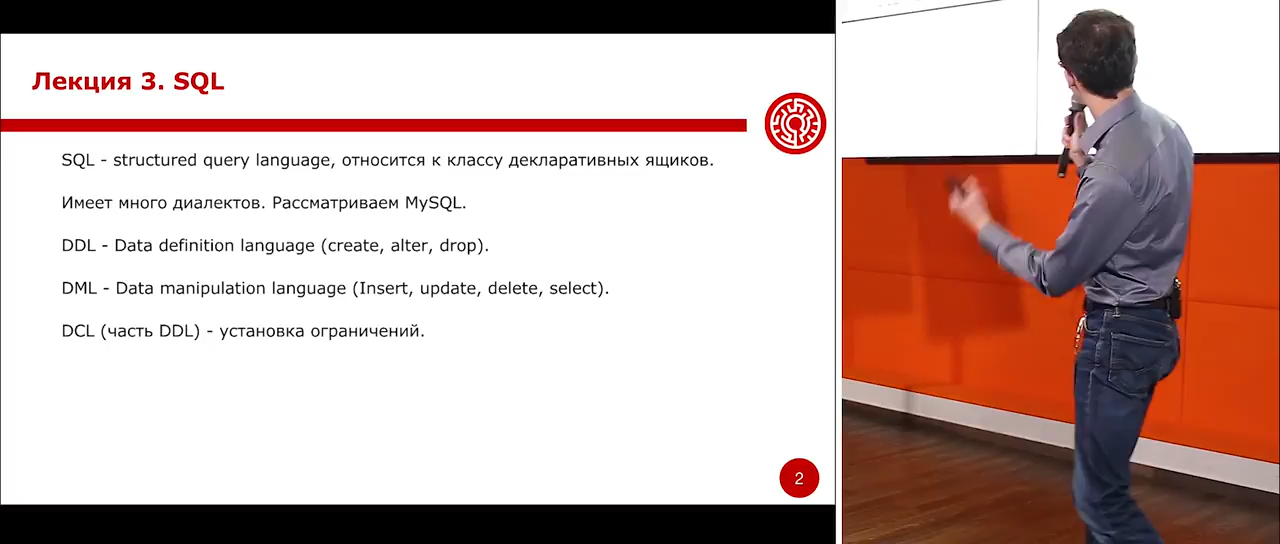 Лекция 3. SQL
SQL - structured query language, относится к классу декларативных ящиков.
Имеет много диалектов. Рассматриваем MySQL.
DDL - Data definition language (create, alter, drop).
DML - Data manipulation language (Insert, update, delete, select).
DCL (часть DDL) - установка ограничений.
2